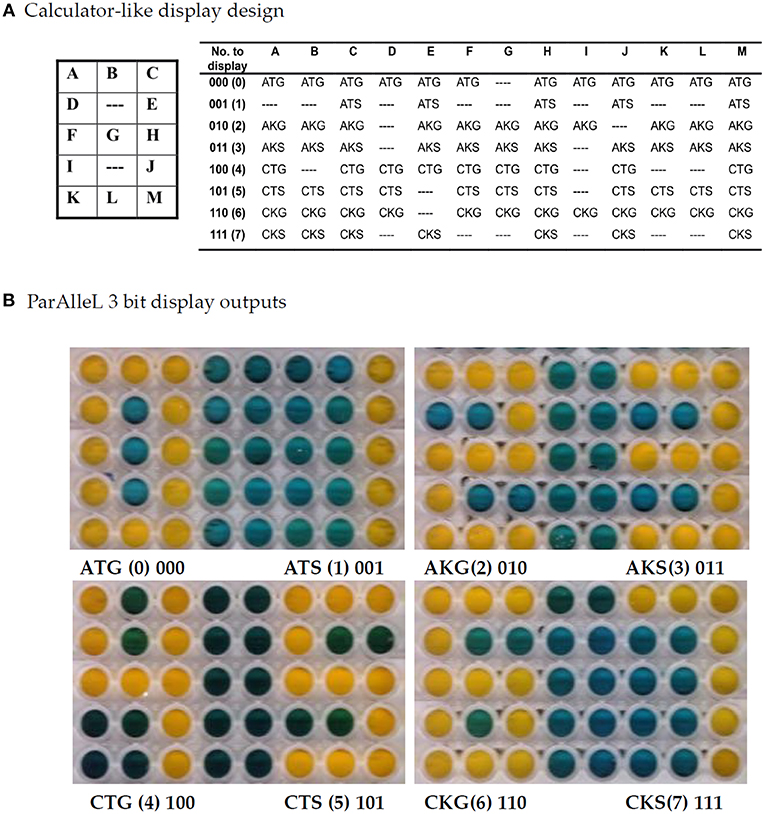 A Calculator-like display design
A B C
D --- E
F G H
I --- J
K L M
No. to display A B C D E F G H I J K L M
000 (0) ATG ATG ATG ATG ATG ATG ---- ATG ATG ATG ATG ATG ATG
001 (1) ---- ---- ATS ---- ATS ---- ---- ATS ---- ATS ---- ---- ATS
010 (2) AKG AKG AKG ---- AKG AKG AKG AKG AKG ---- AKG AKG AKG
011 (3) AKS AKS AKS ---- AKS AKS AKS AKS ---- AKS AKS AKS AKS
100 (4) CTG ---- CTG CTG CTG CTG CTG CTG ---- CTG ---- ---- CTG
101 (5) CTS CTS CTS CTS ---- CTS CTS CTS ---- CTS CTS CTS CTS
110 (6) CKG CKG CKG CKG ---- CKG CKG CKG CKG CKG CKG CKG CKG
111 (7) CKS CKS CKS ---- CKS ---- ---- CKS ---- CKS ---- ---- CKS
B ParAlleL 3 bit display outputs
ATG (0) 000 ATS (1) 001 AKG(2) 010 AKS(3) 011
CTG (4) 100 CTS (5) 101 CKG(6) 110 CKS(7) 111